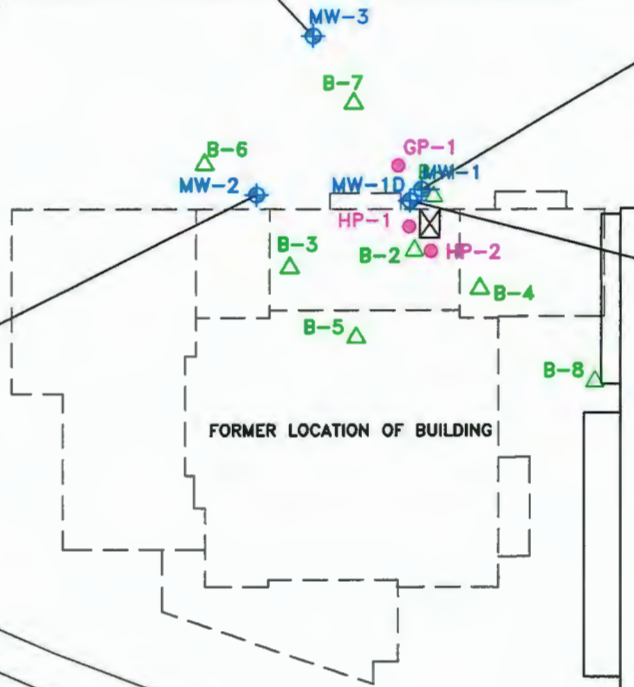 MW-3
B-7
GP-1
B-6
MW-1
MW-2
MW-1D
HP-1
B-3
B-2
HP-2
B-4
B-5
B-8
FORMER LOCATION OF BUILDING